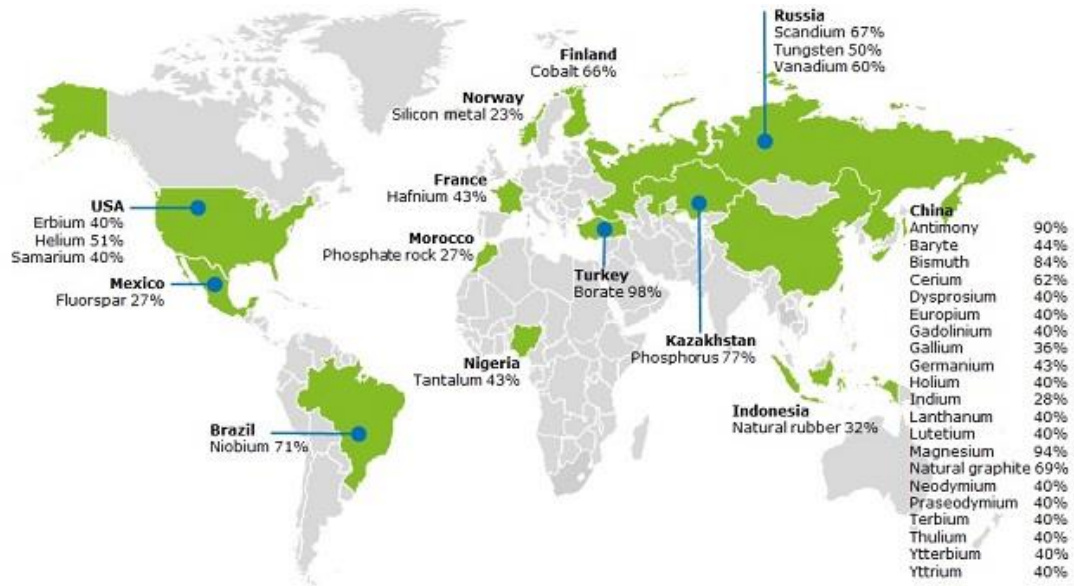 Russia
Scandium 67%
Tungsten 50%
Vanadium 60%
Finland
Cobalt 66%
Norway
Silicon metal 23%
France
Hafnium 43%
USA
Erbium 40%
Helium 51%
Samarium 40%
Morocco
Phosphate rock 27%
Mexico
Fluorspar 27%
Turkey
Borate 98%
Kazakhstan
Phosphorus 77%
Nigeria
Tantalum 43%
Brazil
Niobium 71%
Indonesia
Natural rubber 32%
China
Antimony 90%
Baryte 44%
Bismuth 84%
Cerium 62%
Dysprosium 40%
Europium 40%
Gadolinium 40%
Gallium 36%
Germanium 43%
Holium 40%
Indium 28%
Lanthanum 40%
Lutetium 40%
Magnesium 94%
Natural graphite 69%
Neodymium 40%
Praseodymium 40%
Terbium 40%
Thulium 40%
Ytterbium 40%
Yttrium 40%